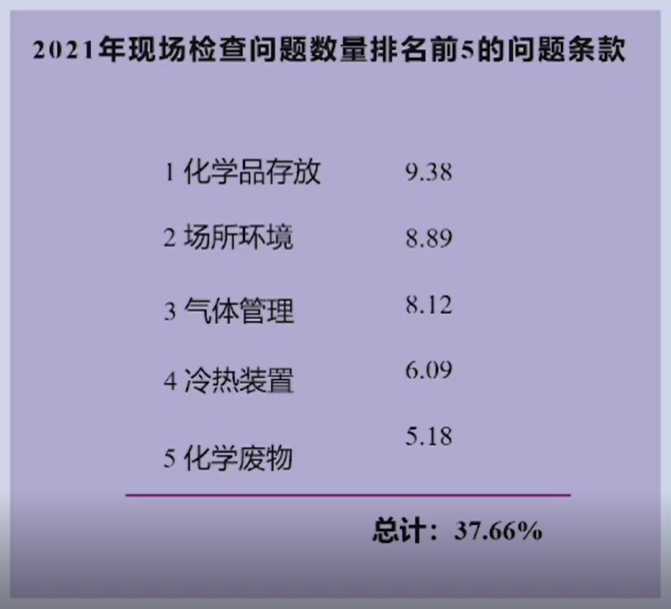 2021年现场检查问题数量排名前5的问题条款
1 化学品存放 9.38
2 场所环境 8.89
3 气体管理 8.12
4 冷热装置 6.09
5 化学废物 5.18
总计：37.66%